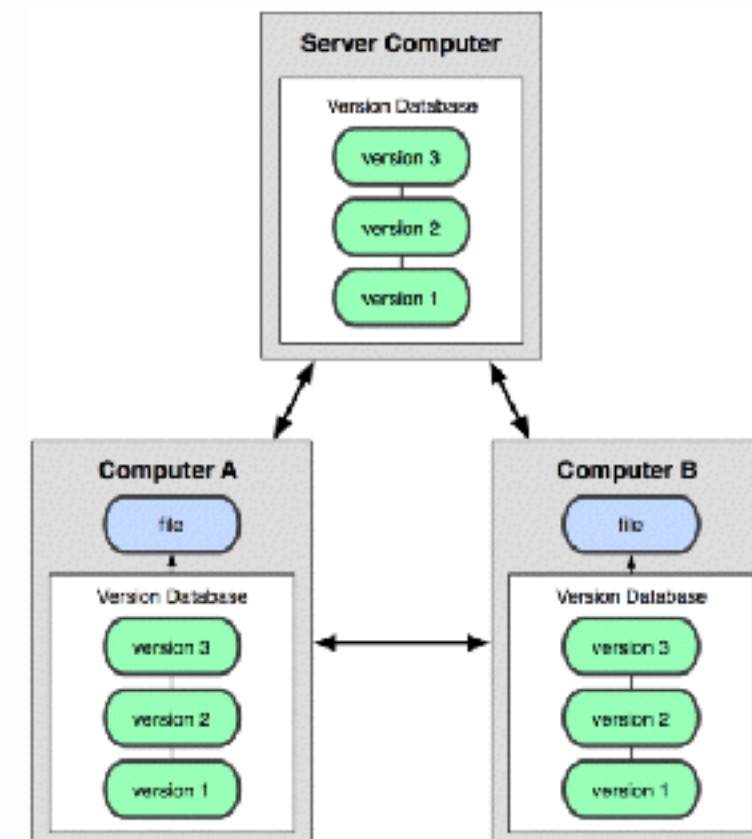 Server Computer
Version Database
version 3
version 2
version 1
Computer A
file
Version Database
version 3
version 2
version 1
Computer B
file
Version Database
version 3
version 2
version 1